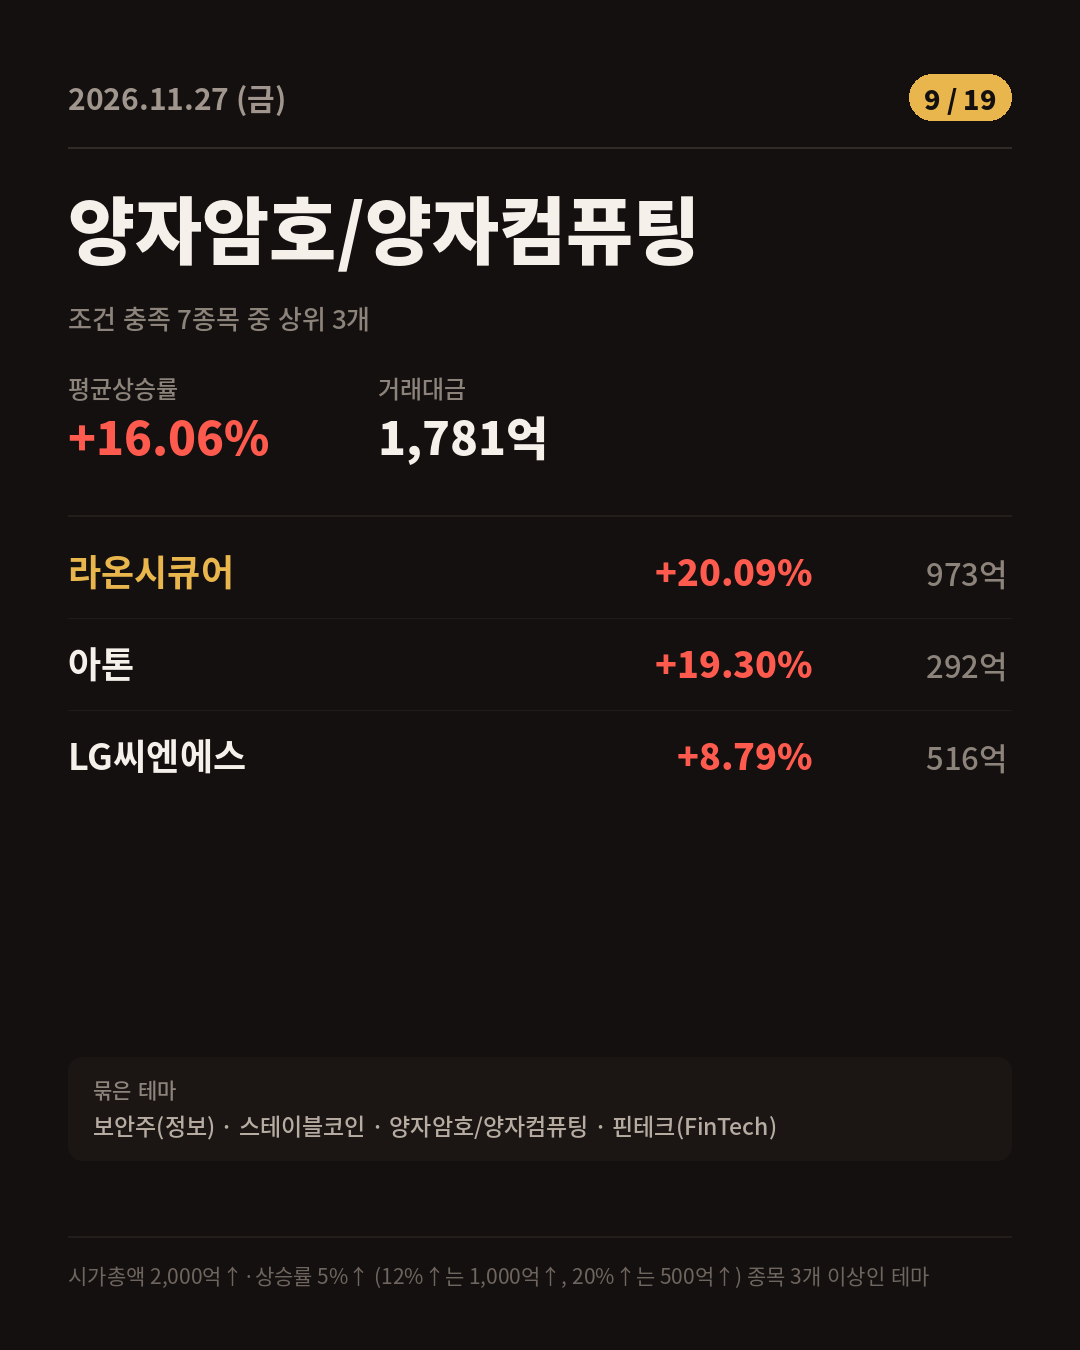 2026.11.27 (금)
9 / 19
양자암호/양자컴퓨팅
조건 충족 7종목 중 상위 3개
평균상승률 거래대금
+16.06% 1,781억
라온시큐어 +20.09% 973억
아톤 +19.30% 292억
LG씨엔에스 +8.79% 516억
묶은 테마
보안주(정보) · 스테이블코인 · 양자암호/양자컴퓨팅 · 핀테크(FinTech)
시가총액 2,000억↑ · 상승률 5%↑ (12%↑는 1,000억↑, 20%↑는 500억↑) 종목 3개 이상인 테마